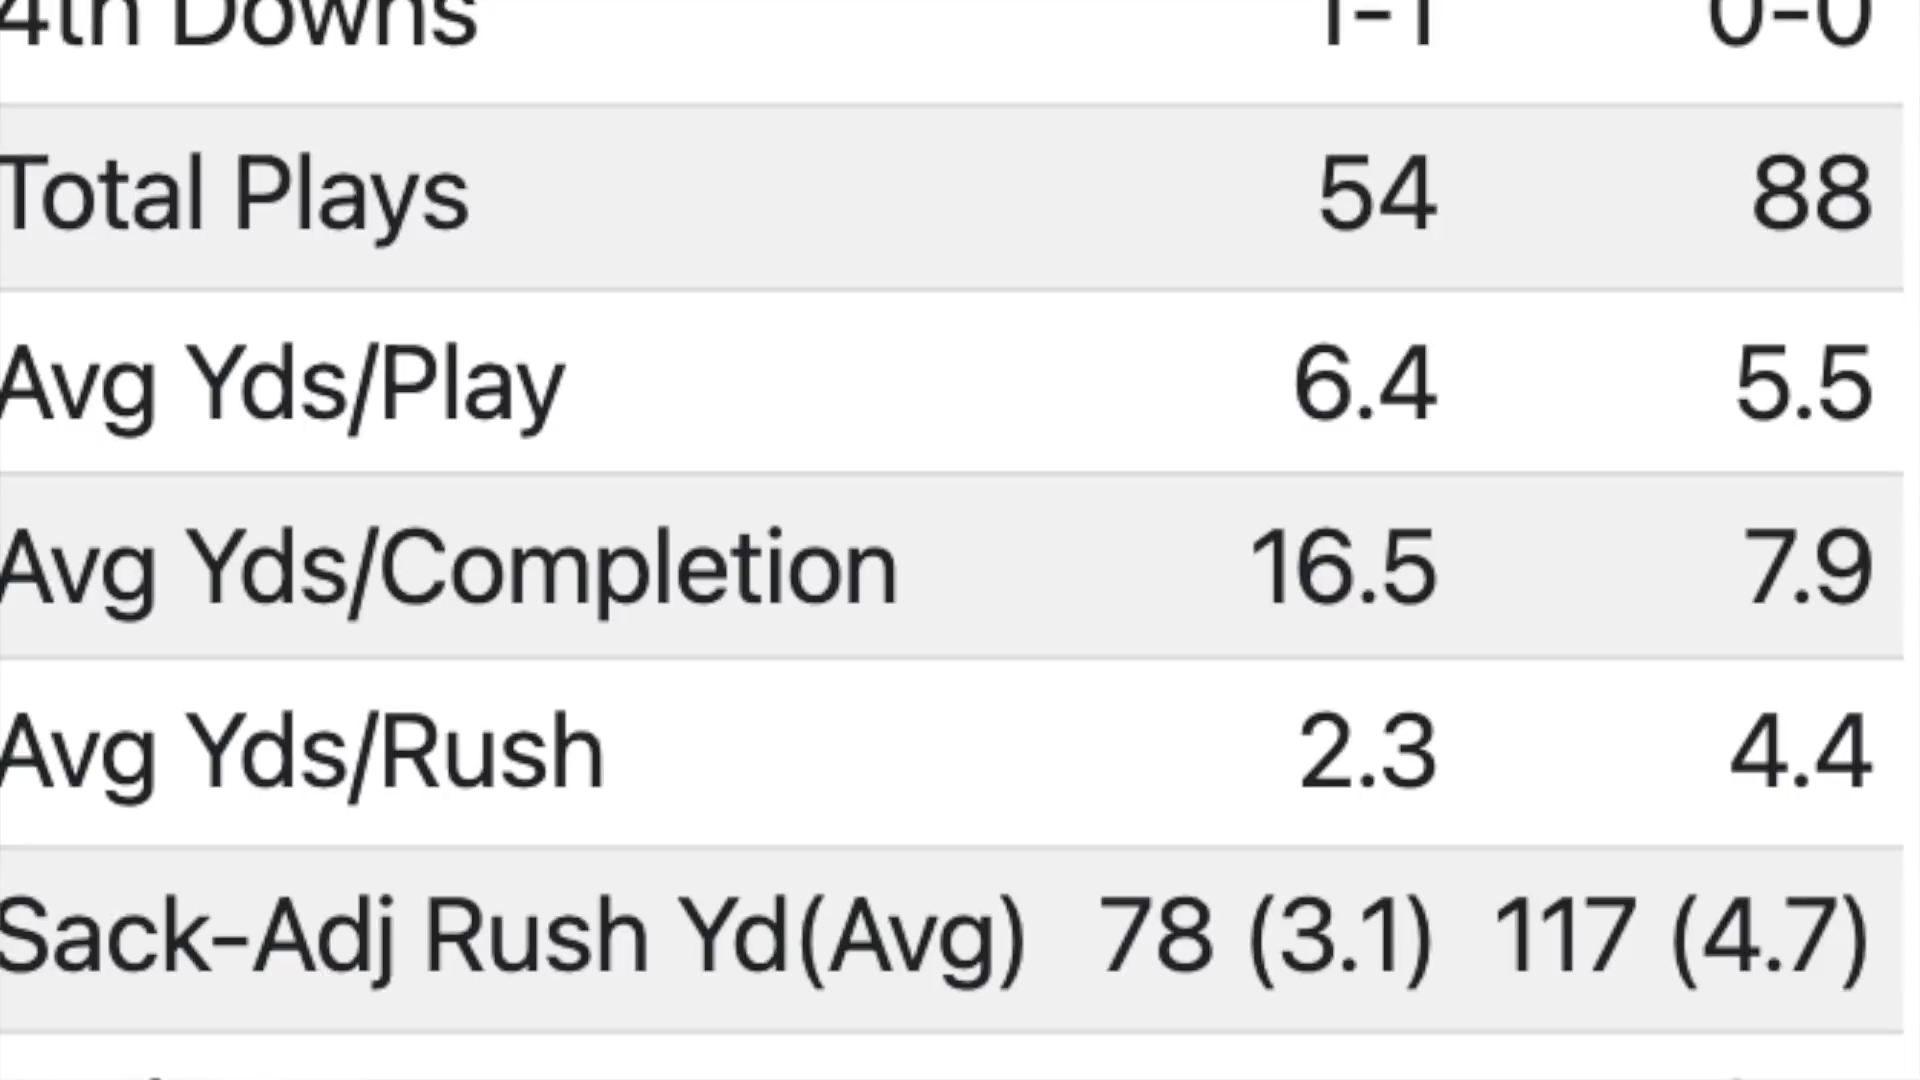 4th Downs 1-1 0-0
Total Plays 54 88
Avg Yds/Play 6.4 5.5
Avg Yds/Completion 16.5 7.9
Avg Yds/Rush 2.3 4.4
Sack-Adj Rush Yd(Avg) 78 (3.1) 117 (4.7)